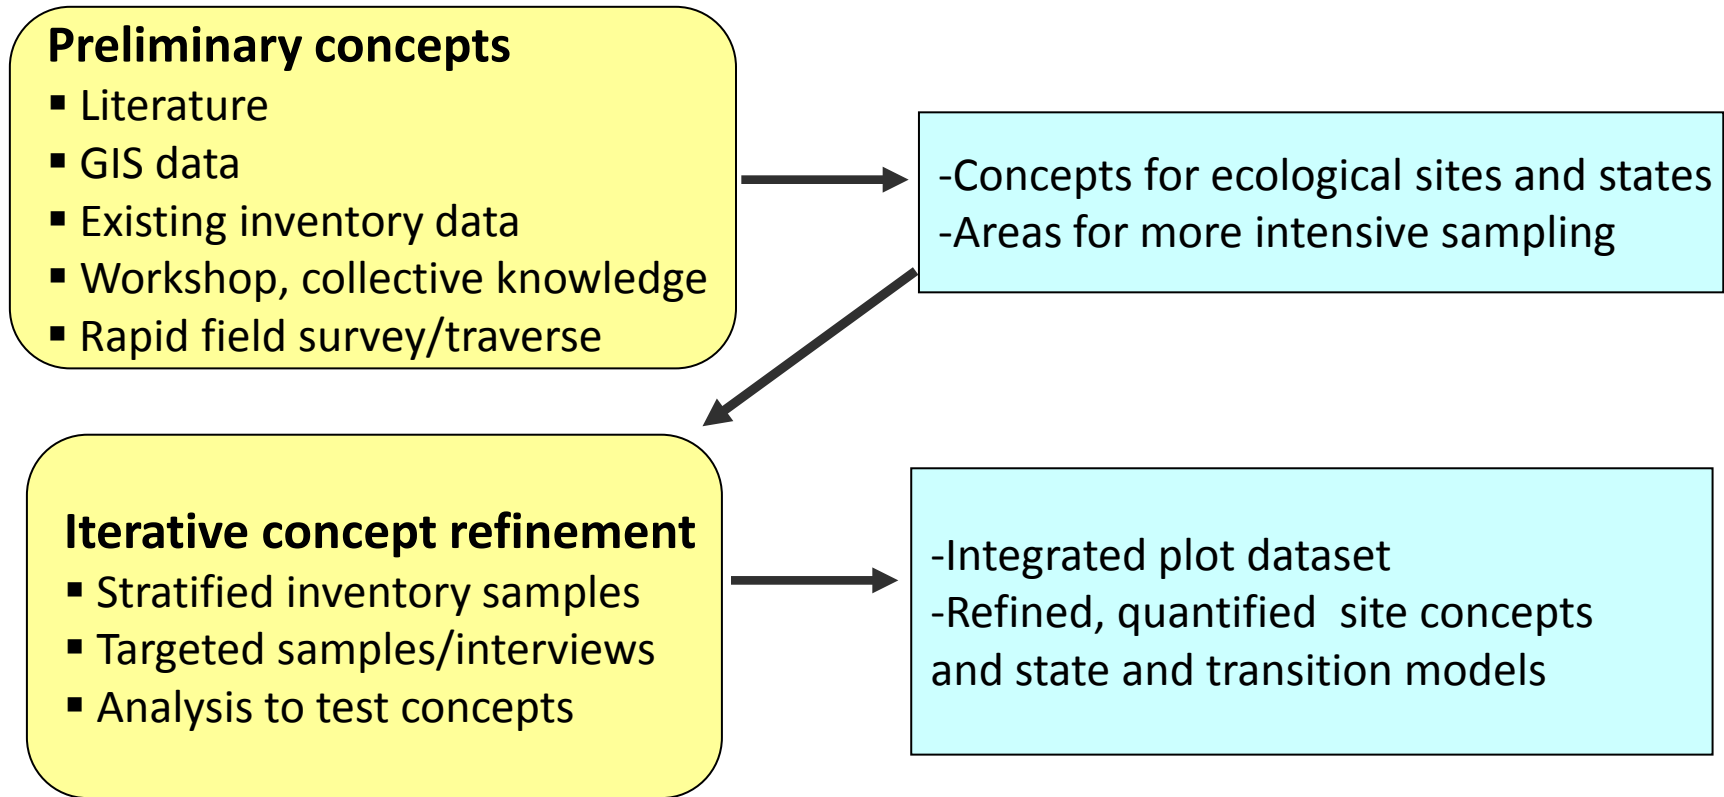 Preliminary concepts
▪ Literature
▪ GIS data
▪ Existing inventory data
▪ Workshop, collective knowledge
▪ Rapid field survey/traverse
-Concepts for ecological sites and states
-Areas for more intensive sampling
Iterative concept refinement
▪ Stratified inventory samples
▪ Targeted samples/interviews
▪ Analysis to test concepts
-Integrated plot dataset
-Refined, quantified  site concepts
and state and transition models